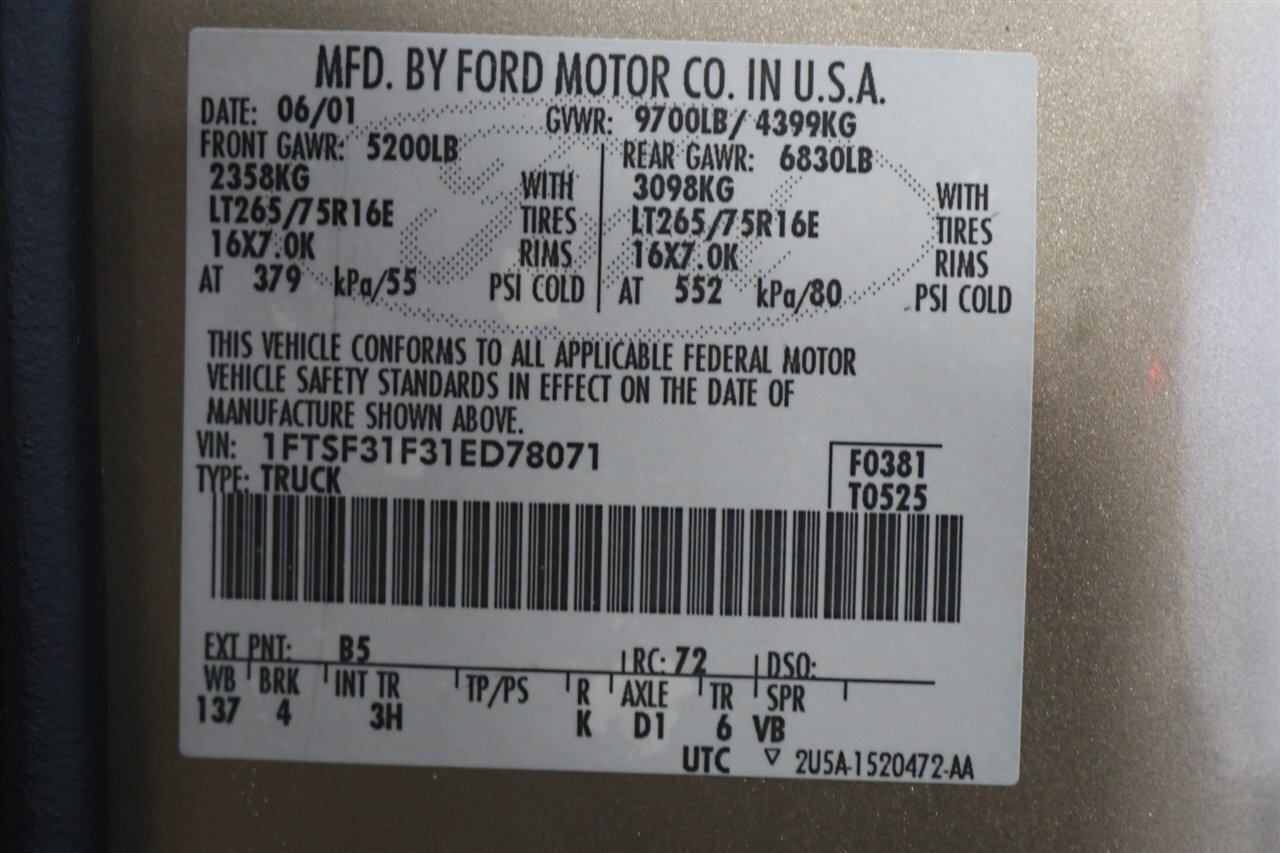 MFD. BY FORD MOTOR CO. IN U.S.A.
DATE: 06/01 GVWR: 9700LB/ 4399KG
FRONT GAWR: 5200LB REAR GAWR: 6830LB
2358KG WITH 3098KG WITH
LT265/75R16E TIRES LT265/75R16E TIRES
16X7.0K RIMS 16X7.0K RIMS
AT 379 kPa/55 PSI COLD AT 552 kPa/80 PSI COLD
THIS VEHICLE CONFORMS TO ALL APPLICABLE FEDERAL MOTOR
VEHICLE SAFETY STANDARDS IN EFFECT ON THE DATE OF
MANUFACTURE SHOWN ABOVE.
VIN: 1FTSF31F31ED78071 F0381
TYPE: TRUCK T0525
EXT PNT: B5 RC: 72 DSO:
WB BRK INT TR TP/PS R AXLE TR SPR
137 4 3H K D1 6 VB
UTC ▽ 2U5A-1520472-AA